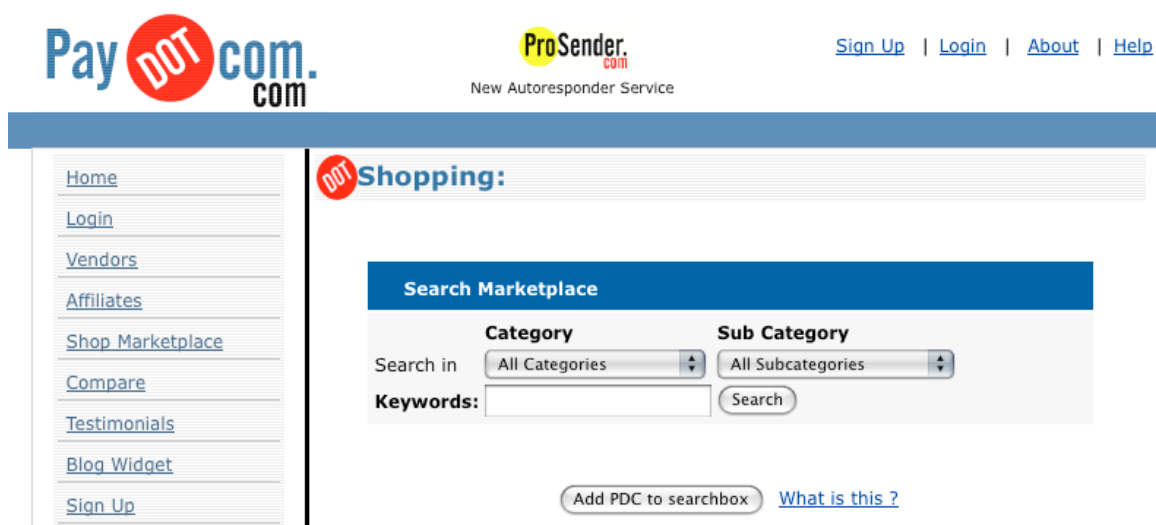 Pay DOT com.
com
ProSender.
com
New Autoresponder Service
Sign Up | Login | About | Help
Home
Login
Vendors
Affiliates
Shop Marketplace
Compare
Testimonials
Blog Widget
Sign Up
DOT Shopping:
Search Marketplace
Category Sub Category
Search in All Categories All Subcategories
Keywords: Search
Add PDC to searchbox What is this ?